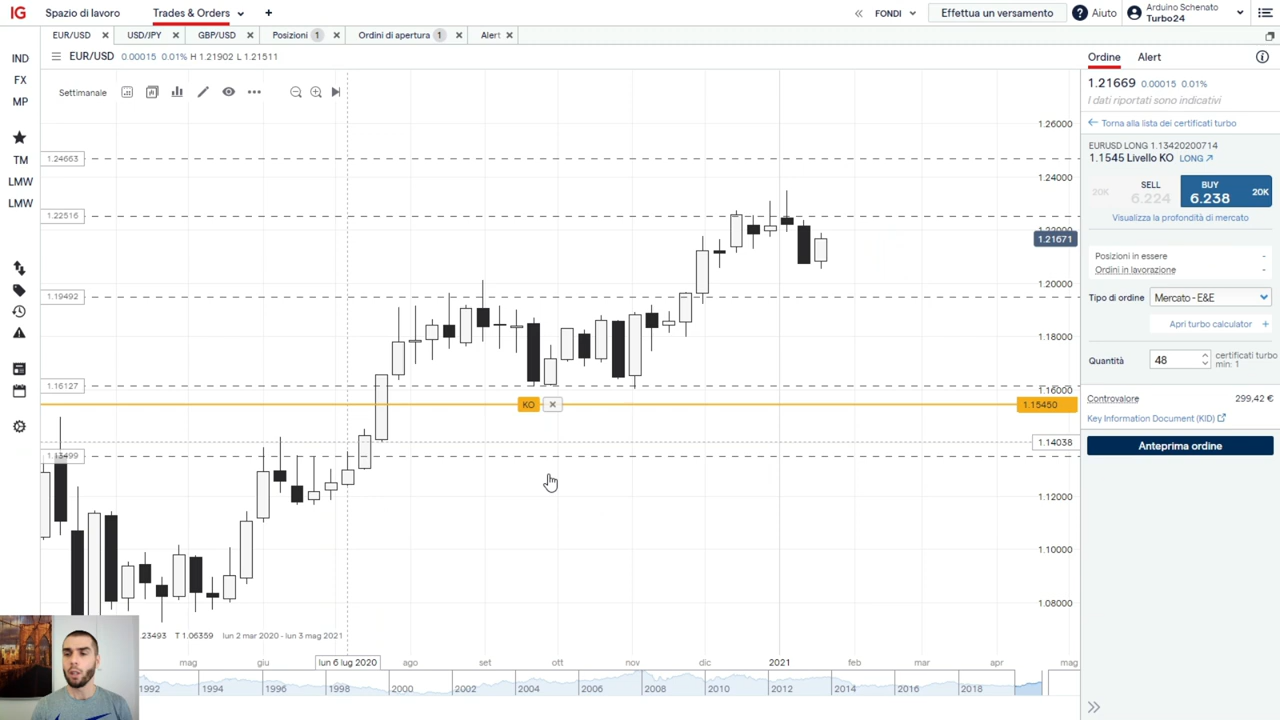 IG
Spazio di lavoro
Trades & Orders
+
FONDI
Effettua un versamento
Aiuto
Arduino Schenato
Turbo24
EUR/USD
USD/JPY
GBP/USD
Posizioni 1
Ordini di apertura 1
Alert
EUR/USD 0.00015 0.01% H 1.21902 L 1.21511
Settimanale
IND
FX
MP
TM
LMW
LMW
1.24663
1.22516
1.19492
1.16127
1.13499
KO
1.26000
1.24000
1.22000
1.21671
1.20000
1.18000
1.16000
1.15450
1.14038
1.12000
1.10000
1.08000
.23493 T 1.06359 lun 2 mar 2020 - lun 3 mag 2021
mag
giu
lun 6 lug 2020
ago
set
ott
nov
dic
2021
feb
mar
apr
mag
1992
1994
1996
1998
2000
2002
2004
2006
2008
2010
2012
2014
2016
2018
Ordine
Alert
1.21669 0.00015 0.01%
I dati riportati sono indicativi
Torna alla lista dei certificati turbo
EURUSD LONG 1.13420200714
1.1545 Livello KO LONG
20K
SELL
6.224
BUY
6.238
20K
Visualizza la profondità di mercato
Posizioni in essere -
Ordini in lavorazione -
Tipo di ordine Mercato - E&E
Apri turbo calculator +
Quantità 48 certificati turbo
min: 1
Controvalore 299.42 €
Key Information Document (KID)
Anteprima ordine